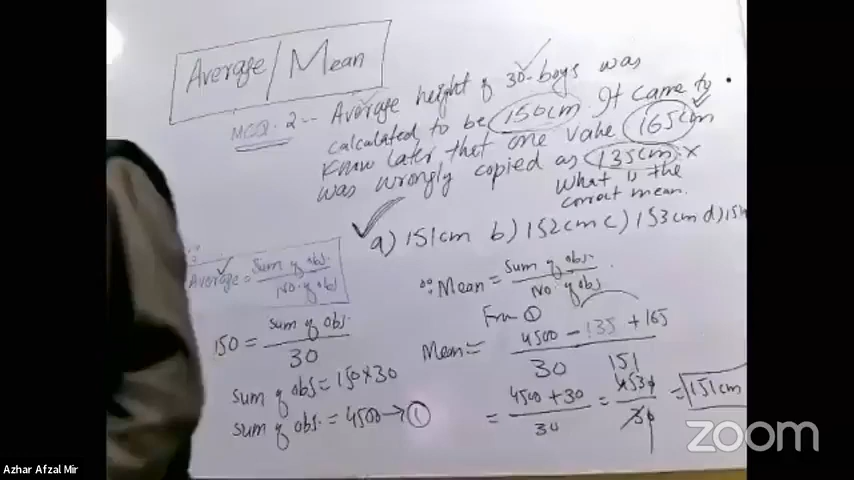 Average/Mean
MCQ. 2:- Average height of 30-boys was
calculated to be 150cm. It came to
know later that one value 165cm
was wrongly copied as 135cm x
What is the
correct mean.
a) 151cm b) 152cm c) 153cm d)
Average = Sum of obs. / No. of obs
150 = Sum of obs. / 30
Sum of obs = 150 x 30
Sum of obs. = 4500 → ①
∵ Mean = Sum of obs. / No. of obs.
From ①
Mean = 4500 - 135 + 165 / 30
151
= 4500 + 30 / 30 = 4530 / 30 = 151cm
zoom
Azhar Afzal Mir